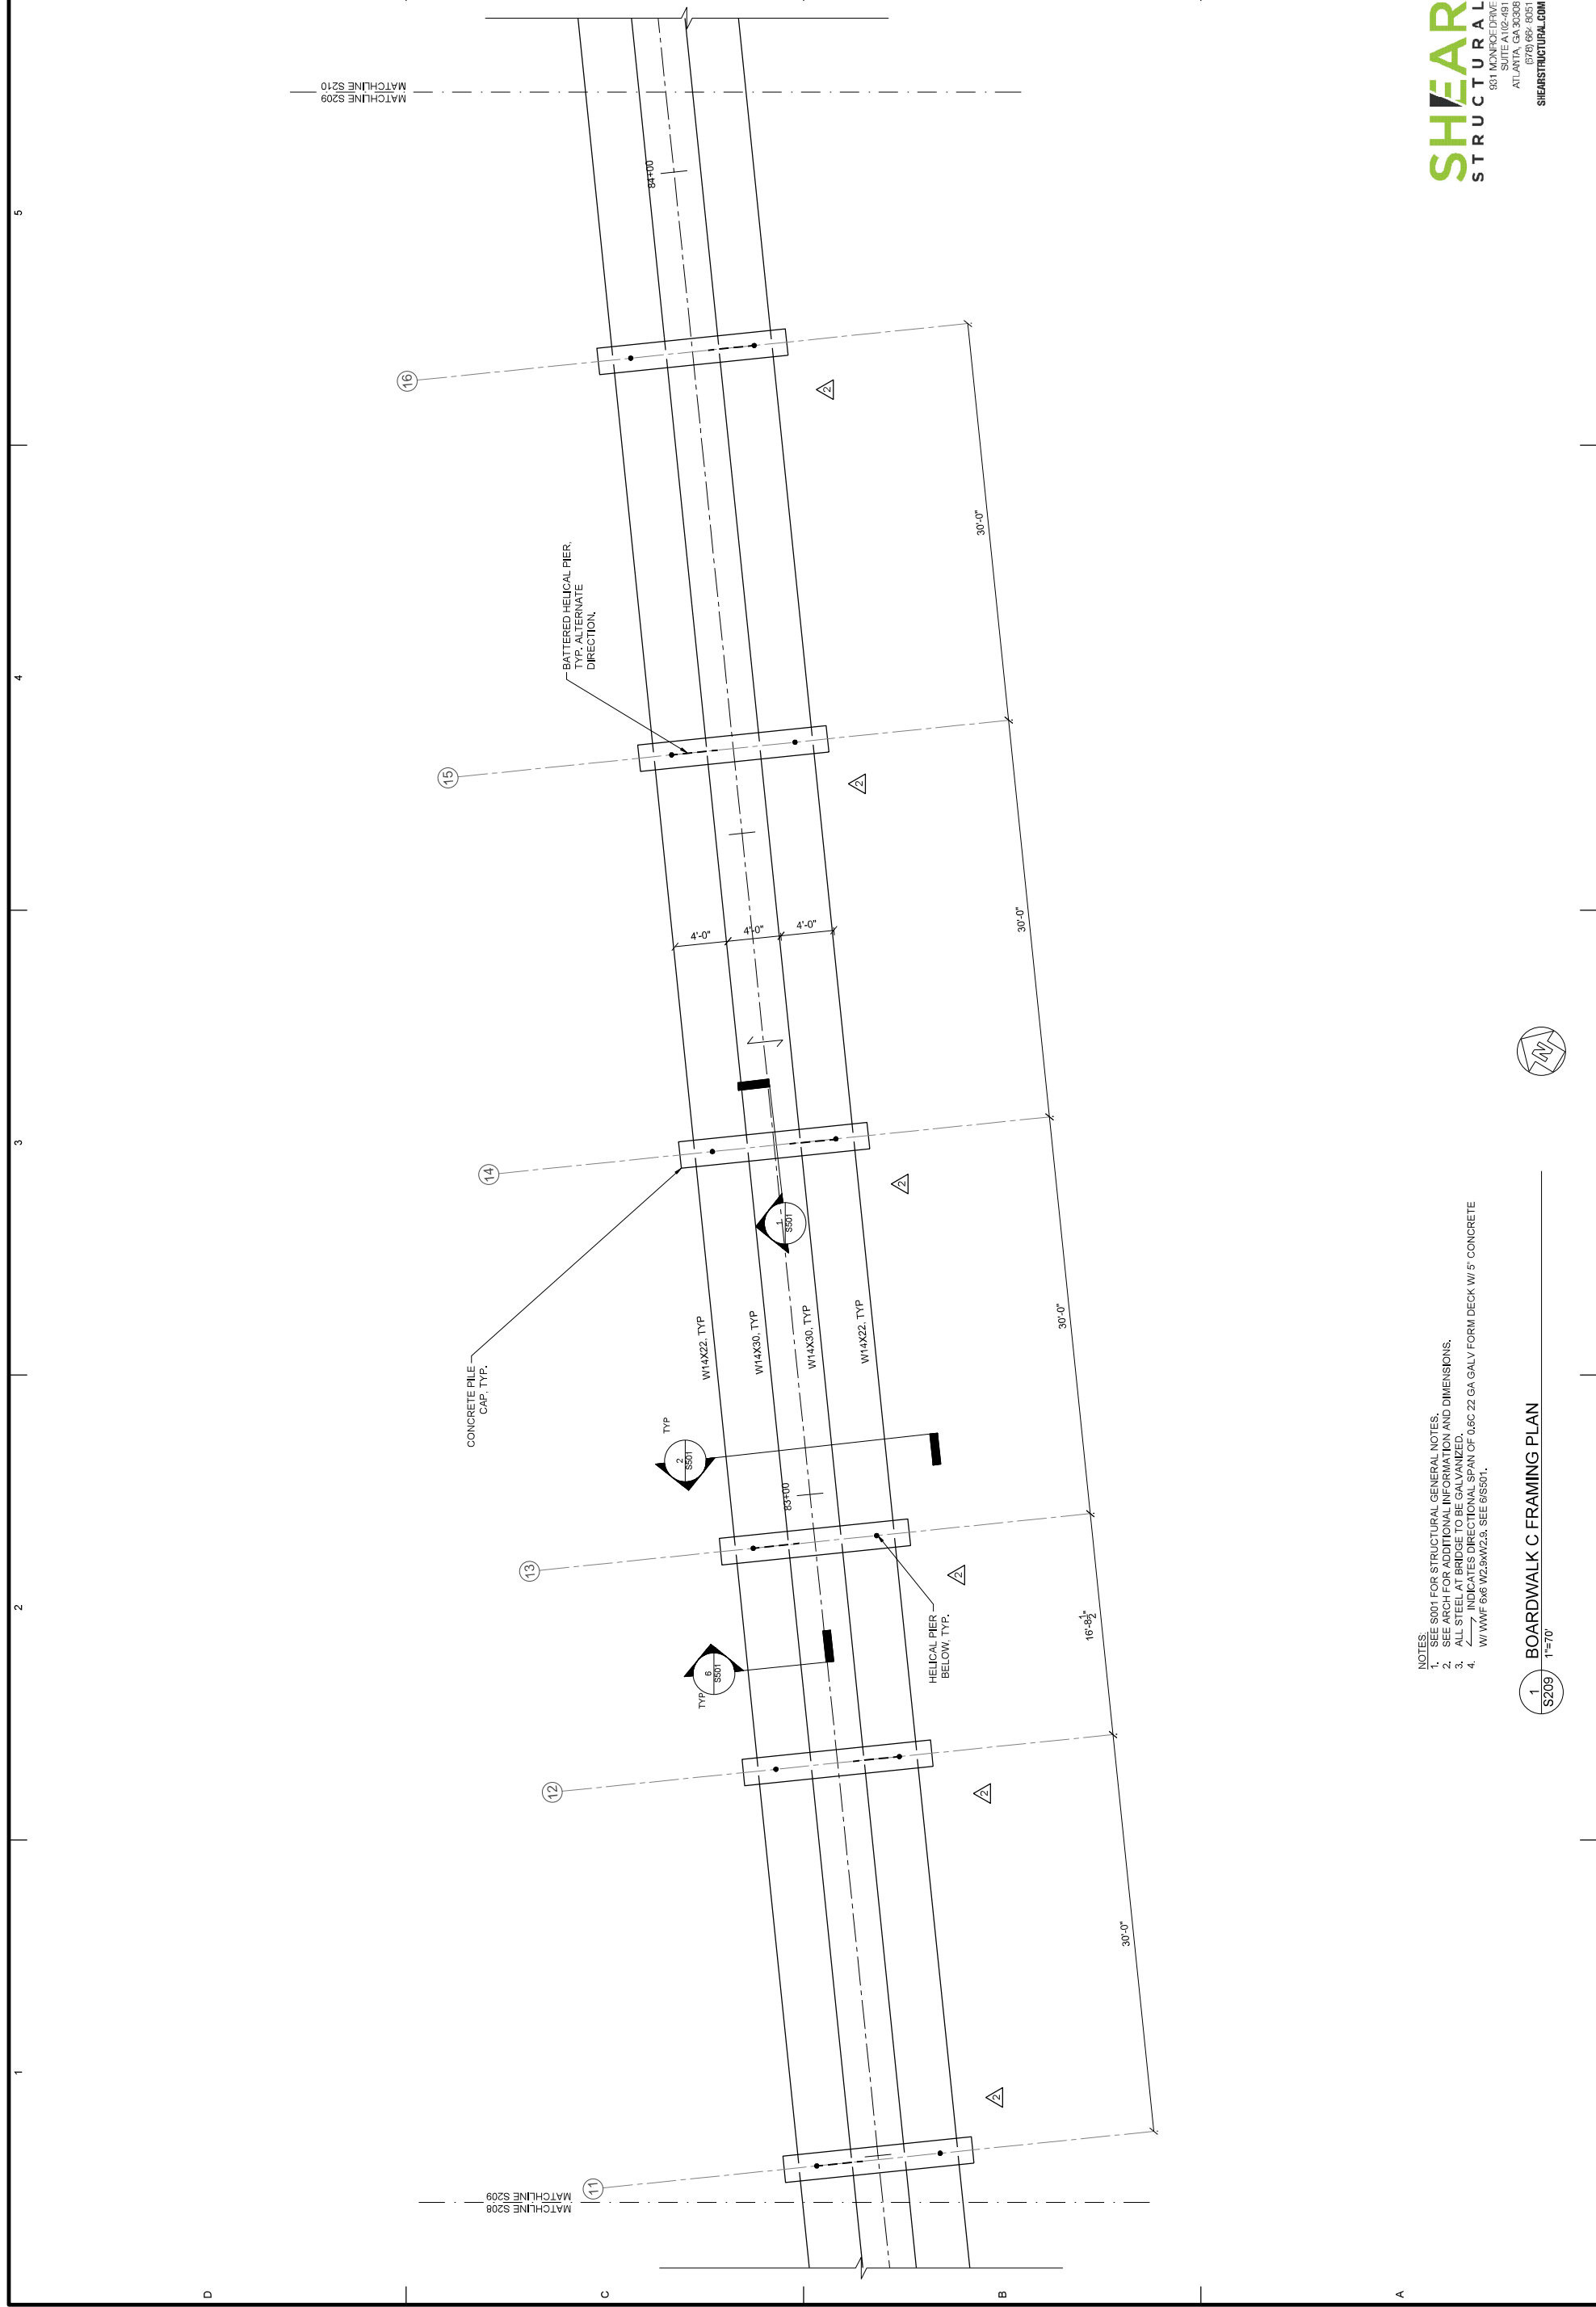 1
2
3
4
5
D
C
B
A
MATCHLINE S208
MATCHLINE S209
MATCHLINE S209
MATCHLINE S210
11
12
13
14
15
16
CONCRETE PILE
CAP, TYP.
BATTERED HELICAL PIER,
TYP. ALTERNATE
DIRECTION.
HELICAL PIER
BELOW, TYP.
TYP
6
S501
TYP
2
S501
1
S501
83+00
84+00
W14X22, TYP
W14X30, TYP
W14X30, TYP
W14X22, TYP
4'-0"
4'-0"
4'-0"
30'-0"
16'-8½"
30'-0"
30'-0"
30'-0"
2
2
2
2
2
2
NOTES:
1. SEE S001 FOR STRUCTURAL GENERAL NOTES.
2. SEE ARCH FOR ADDITIONAL INFORMATION AND DIMENSIONS.
3. ALL STEEL AT BRIDGE TO BE GALVANIZED.
4. INDICATES DIRECTIONAL SPAN OF 0.6C 22 GA GALV FORM DECK W/ 5" CONCRETE
W/ WWF 6x6 W2.9xW2.9. SEE 6/S501.
1
S209
BOARDWALK C FRAMING PLAN
1"=70'
N
SHEAR
STRUCTURAL
931 MONROE DRIVE
SUITE A102-491
ATLANTA, GA 30308
(678) 664-8051
SHEARSTRUCTURAL.COM